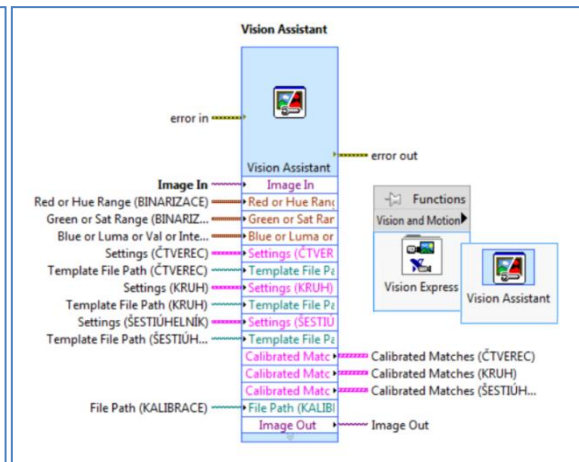 Vision Assistant
error in
error out
Vision Assistant
Image In
Image In
Red or Hue Range (BINARIZACE)
Red or Hue Rang
Green or Sat Range (BINARIZ...
Green or Sat Rar
Blue or Luma or Val or Inte...
Blue or Luma or
Settings (ČTVEREC)
Settings (ČTVER
Template File Path (ČTVEREC)
Template File Pa
Settings (KRUH)
Settings (KRUH)
Template File Path (KRUH)
Template File Pa
Settings (ŠESTIÚHELNÍK)
Settings (ŠESTIÚ
Template File Path (ŠESTIÚH...
Template File Pa
Calibrated Matc
Calibrated Matches (ČTVEREC)
Calibrated Matc
Calibrated Matches (KRUH)
Calibrated Matc
Calibrated Matches (ŠESTIÚH...
File Path (KALIBRACE)
File Path (KALIBI
Image Out
Image Out
Functions
Vision and Motion
Vision Express
Vision Assistant